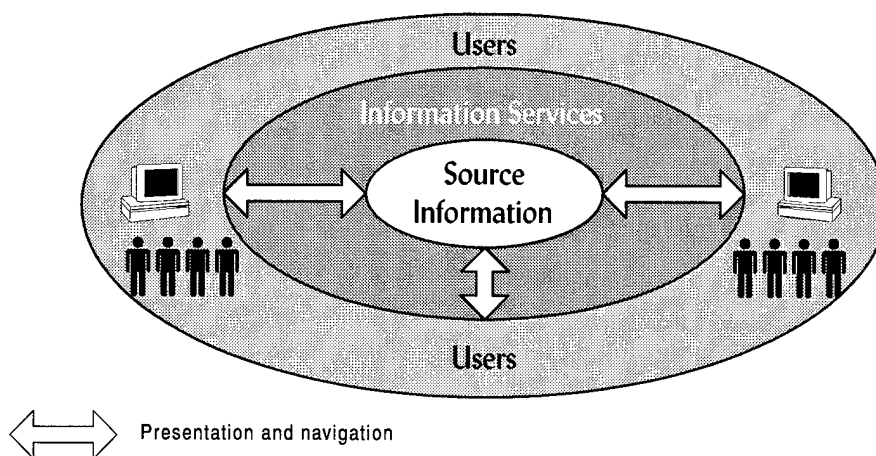 Users
Information Services
Source
Information
Users
Presentation and navigation